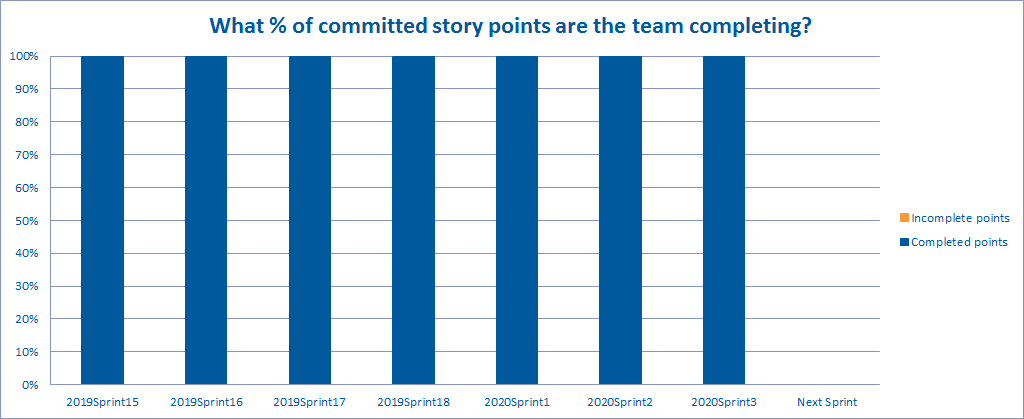 What % of committed story points are the team completing?
100%
90%
80%
70%
60%
50%
40%
30%
20%
10%
0%
2019Sprint15 2019Sprint16 2019Sprint17 2019Sprint18 2020Sprint1 2020Sprint2 2020Sprint3 Next Sprint
Incomplete points
Completed points